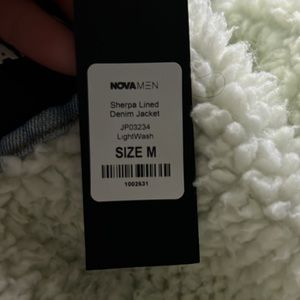 NOVAMEN
Sherpa Lined
Denim Jacket
JP03234
LightWash
SIZE M
1002631